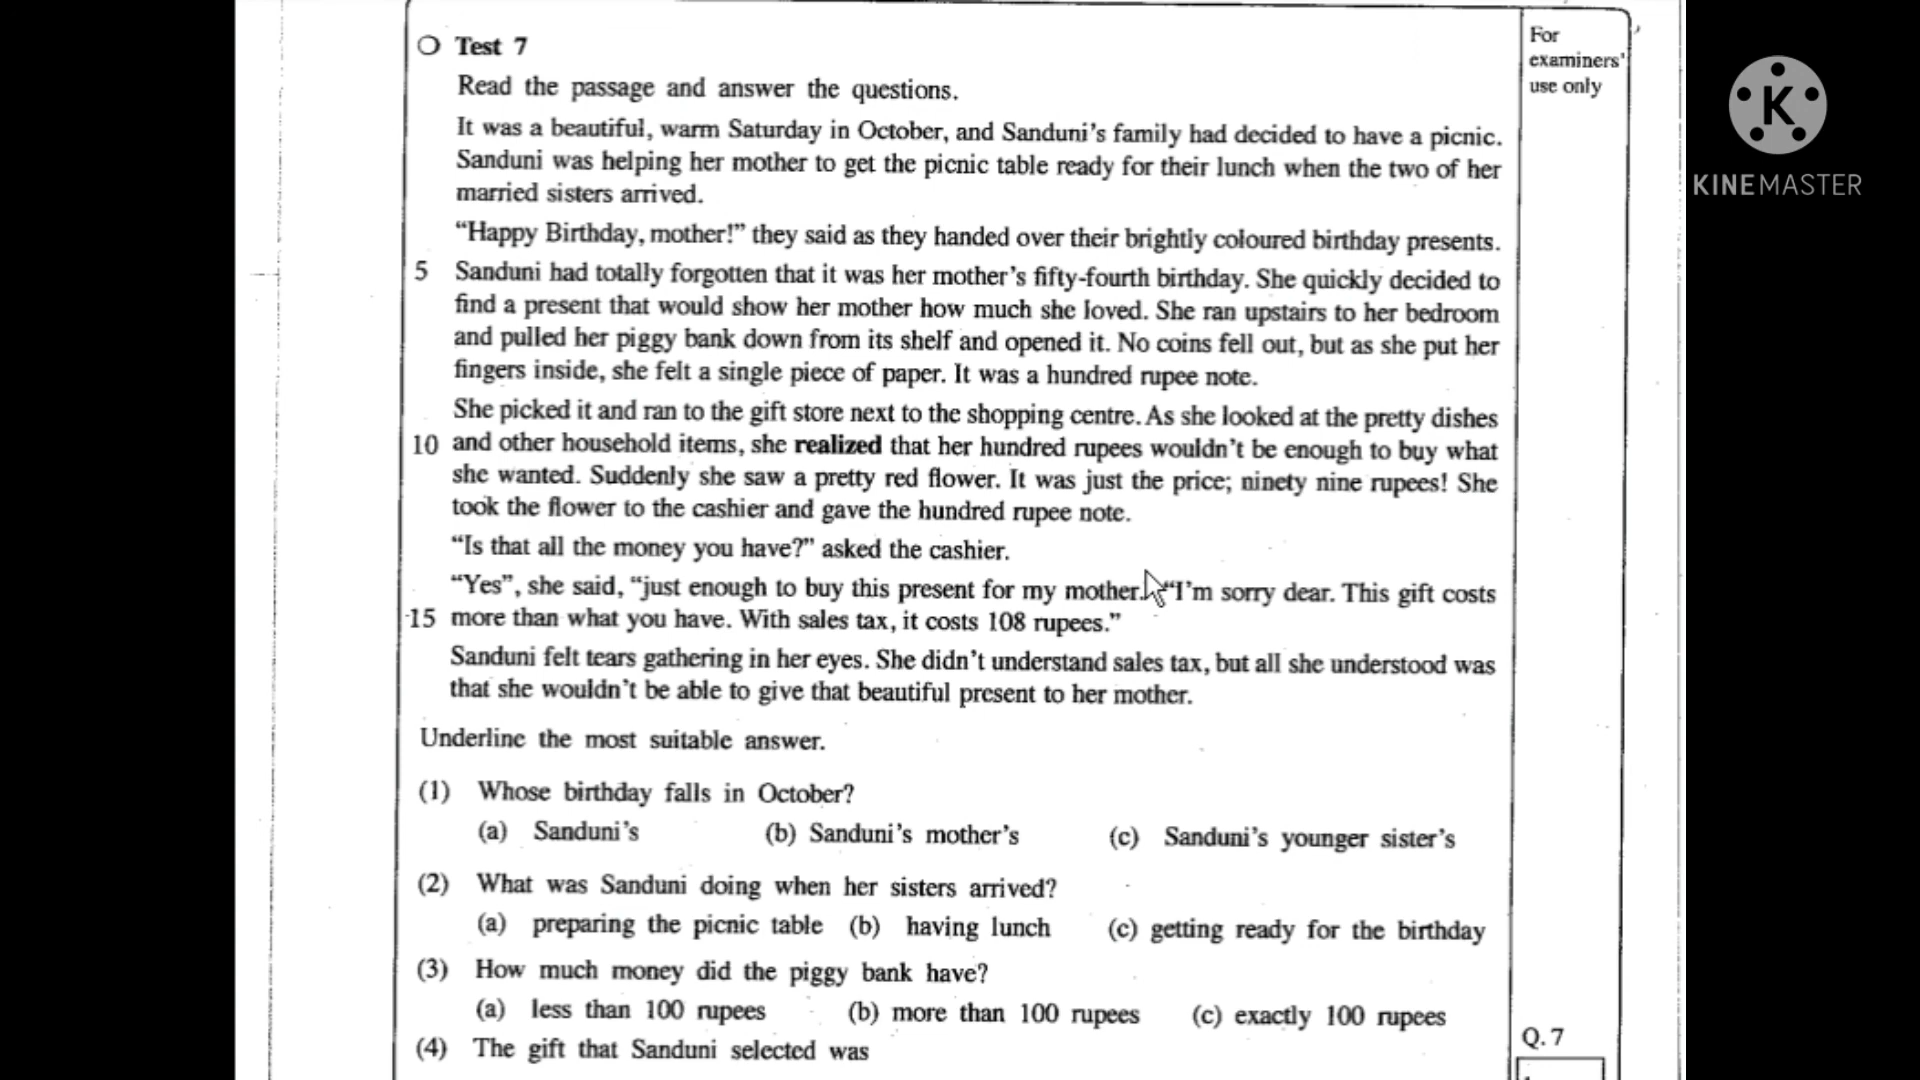 Test 7
Read the passage and answer the questions.
It was a beautiful, warm Saturday in October, and Sanduni's family had decided to have a picnic.
Sanduni was helping her mother to get the picnic table ready for their lunch when the two of her
married sisters arrived.
"Happy Birthday, mother!" they said as they handed over their brightly coloured birthday presents.
5 Sanduni had totally forgotten that it was her mother's fifty-fourth birthday. She quickly decided to
find a present that would show her mother how much she loved. She ran upstairs to her bedroom
and pulled her piggy bank down from its shelf and opened it. No coins fell out, but as she put her
fingers inside, she felt a single piece of paper. It was a hundred rupee note.
She picked it and ran to the gift store next to the shopping centre. As she looked at the pretty dishes
10 and other household items, she realized that her hundred rupees wouldn't be enough to buy what
she wanted. Suddenly she saw a pretty red flower. It was just the price; ninety nine rupees! She
took the flower to the cashier and gave the hundred rupee note.
"Is that all the money you have?" asked the cashier.
"Yes", she said, "just enough to buy this present for my mother. "I'm sorry dear. This gift costs
15 more than what you have. With sales tax, it costs 108 rupees."
Sanduni felt tears gathering in her eyes. She didn't understand sales tax, but all she understood was
that she wouldn't be able to give that beautiful present to her mother.
Underline the most suitable answer.
(1) Whose birthday falls in October?
(a) Sanduni's (b) Sanduni's mother's (c) Sanduni's younger sister's
(2) What was Sanduni doing when her sisters arrived?
(a) preparing the picnic table (b) having lunch (c) getting ready for the birthday
(3) How much money did the piggy bank have?
(a) less than 100 rupees (b) more than 100 rupees (c) exactly 100 rupees
(4) The gift that Sanduni selected was
For
examiners'
use only
Q. 7
K
KINEMASTER